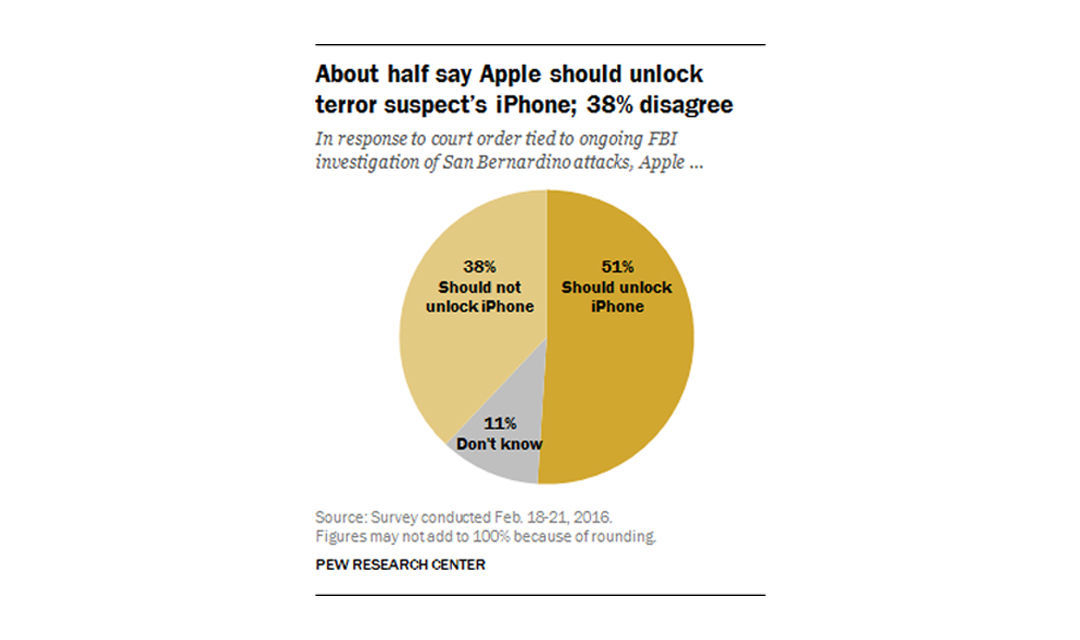 About half say Apple should unlock
terror suspect's iPhone; 38% disagree
In response to court order tied to ongoing FBI
investigation of San Bernardino attacks, Apple ...
38%
Should not
unlock iPhone
51%
Should unlock
iPhone
11%
Don't know
Source: Survey conducted Feb. 18-21, 2016.
Figures may not add to 100% because of rounding.
PEW RESEARCH CENTER